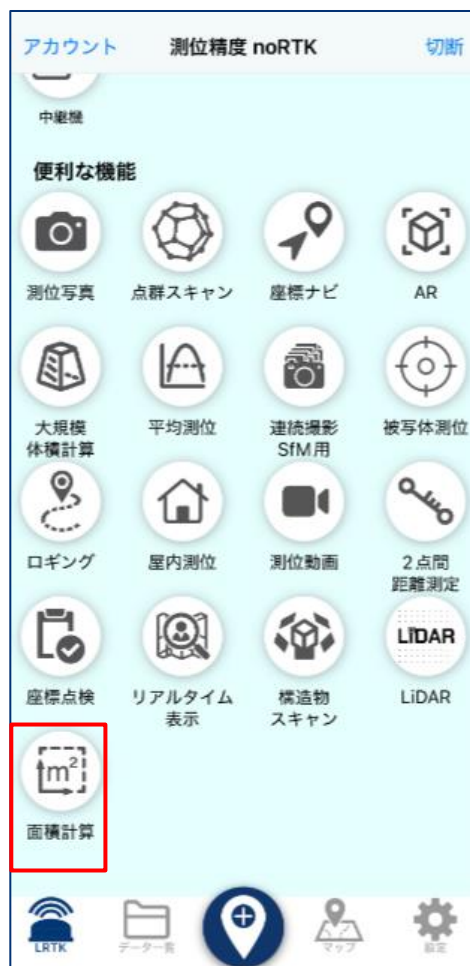 アカウント 測位精度 noRTK 切断
中継機
便利な機能
測位写真 点群スキャン 座標ナビ AR
大規模 平均測位 連続撮影 被写体測位
体積計算 SfM用
ロギング 屋内測位 測位動画 2点間
距離測定
LiDAR
座標点検 リアルタイム 構造物 LiDAR
表示 スキャン
m²
面積計算
LRTK データ一覧 マップ 設定